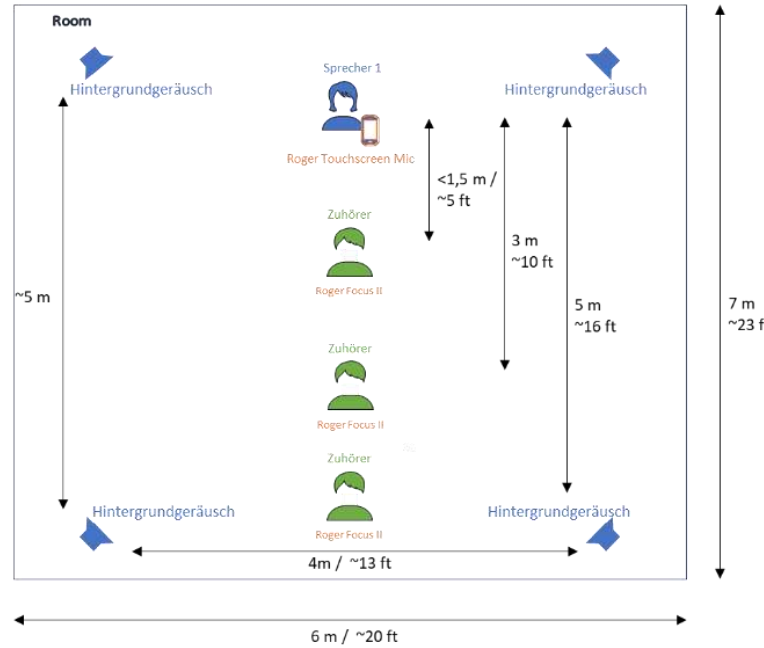 Room
Sprecher 1
Hintergrundgeräusch
Hintergrundgeräusch
Roger Touchscreen Mic
<1,5 m /
~5 ft
Zuhörer
3 m
~10 ft
Roger Focus II
~5 m
5 m
~16 ft
7 m
~23 f
Zuhörer
Roger Focus II
Zuhörer
Hintergrundgeräusch
Hintergrundgeräusch
Roger Focus II
4m / ~13 ft
6 m / ~20 ft